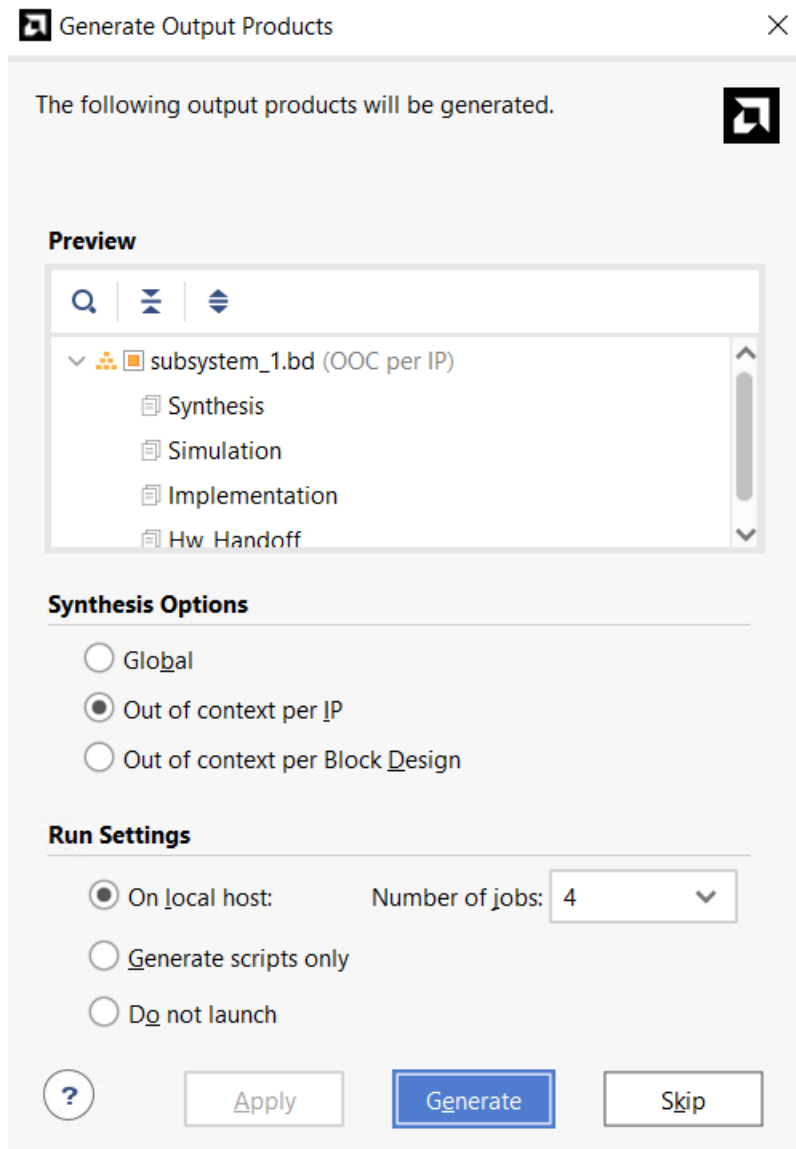 Generate Output Products
The following output products will be generated.
Preview
subsystem_1.bd (OOC per IP)
Synthesis
Simulation
Implementation
Hw_Handoff
Synthesis Options
Global
Out of context per IP
Out of context per Block Design
Run Settings
On local host: Number of jobs: 4
Generate scripts only
Do not launch
? Apply Generate Skip